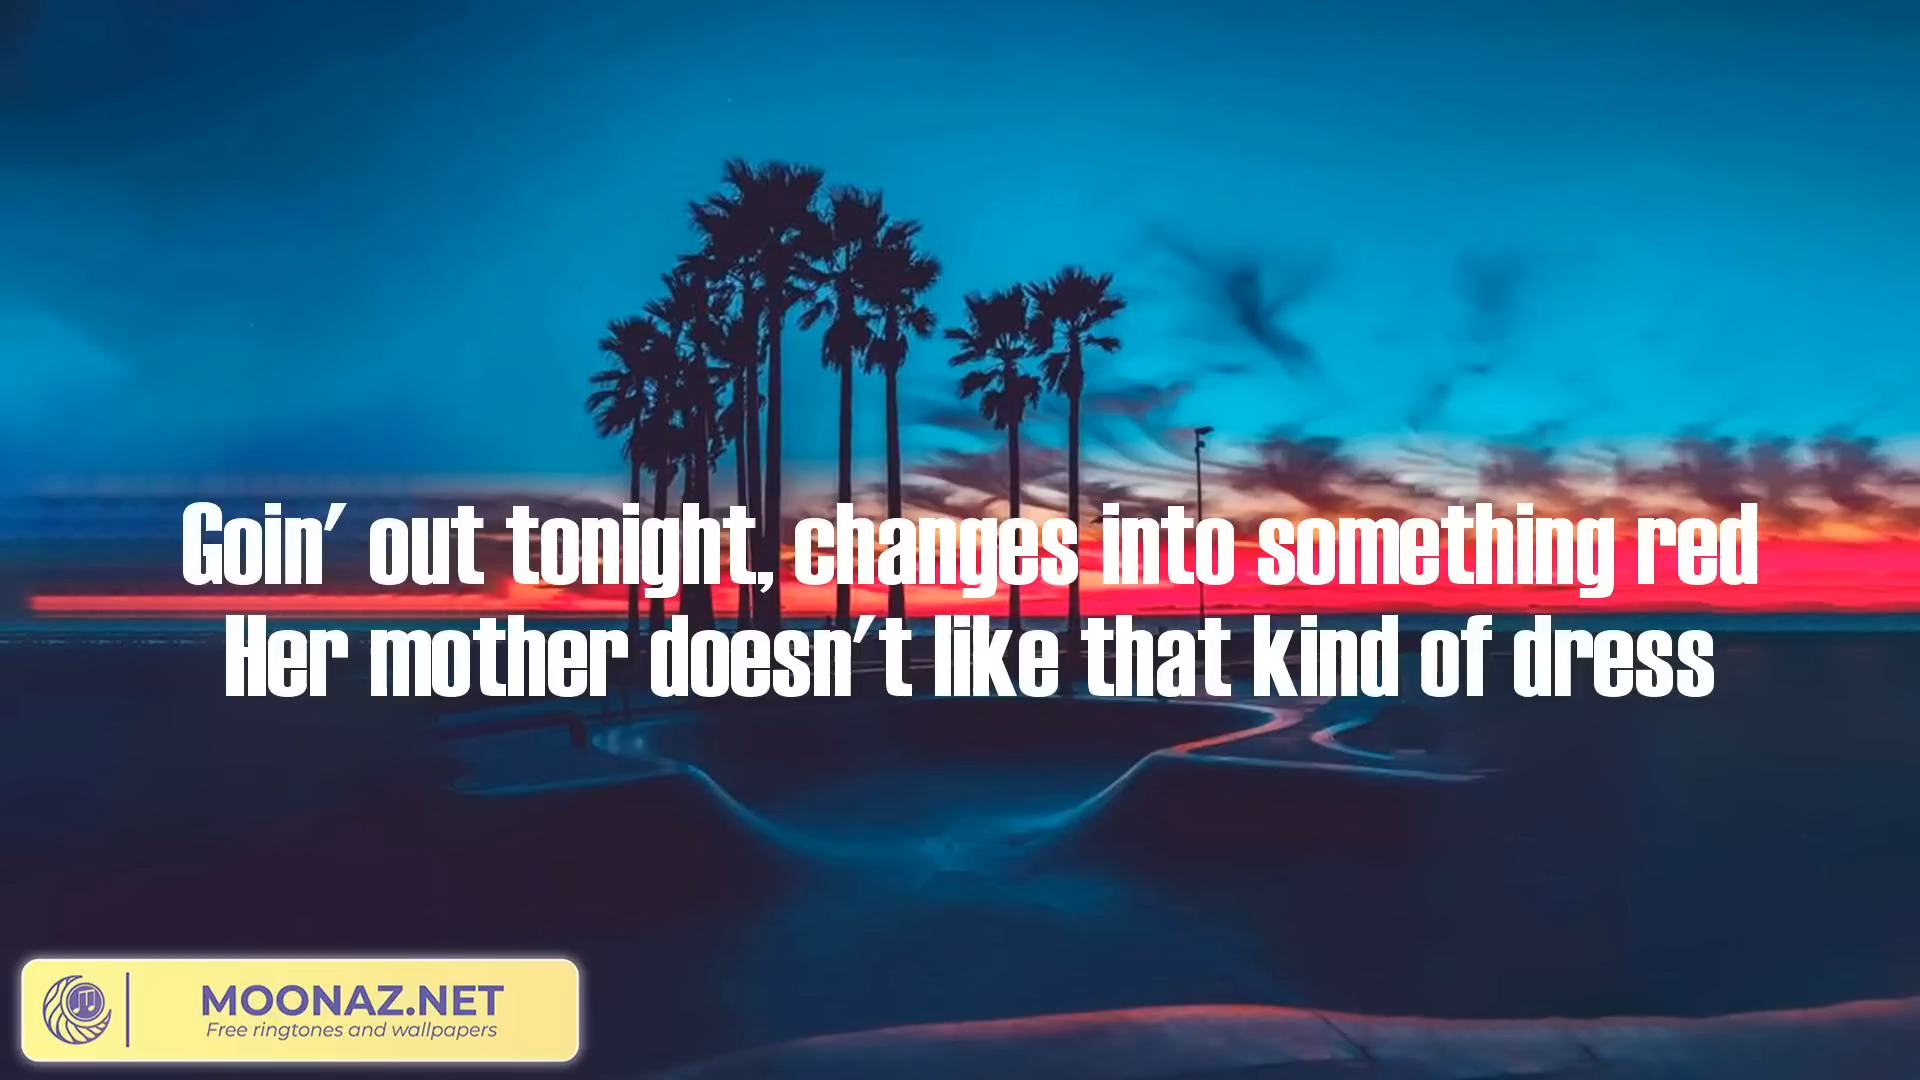 Goin' out tonight, changes into something red
Her mother doesn't like that kind of dress
MOONAZ.NET
Free ringtones and wallpapers